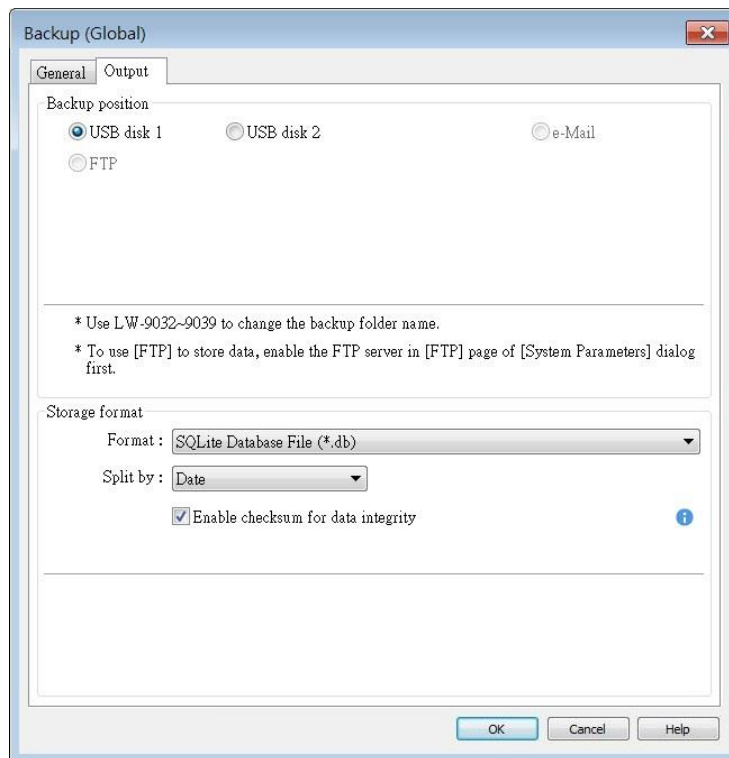 Backup (Global)
General Output
Backup position
USB disk 1 USB disk 2 e-Mail
FTP
* Use LW-9032~9039 to change the backup folder name.
* To use [FTP] to store data, enable the FTP server in [FTP] page of [System Parameters] dialog
first.
Storage format
Format : SQLite Database File (*.db)
Split by : Date
Enable checksum for data integrity
OK Cancel Help